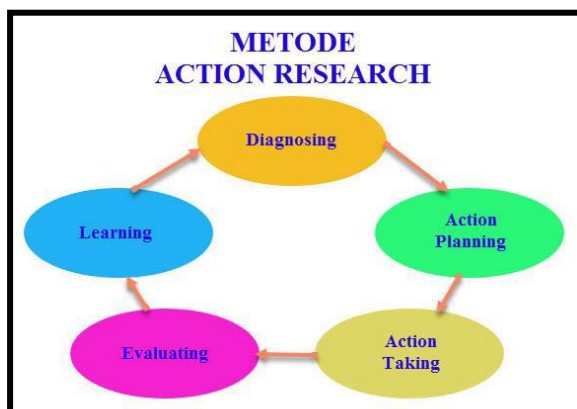 METODE
ACTION RESEARCH
Diagnosing
Action
Planning
Action
Taking
Evaluating
Learning